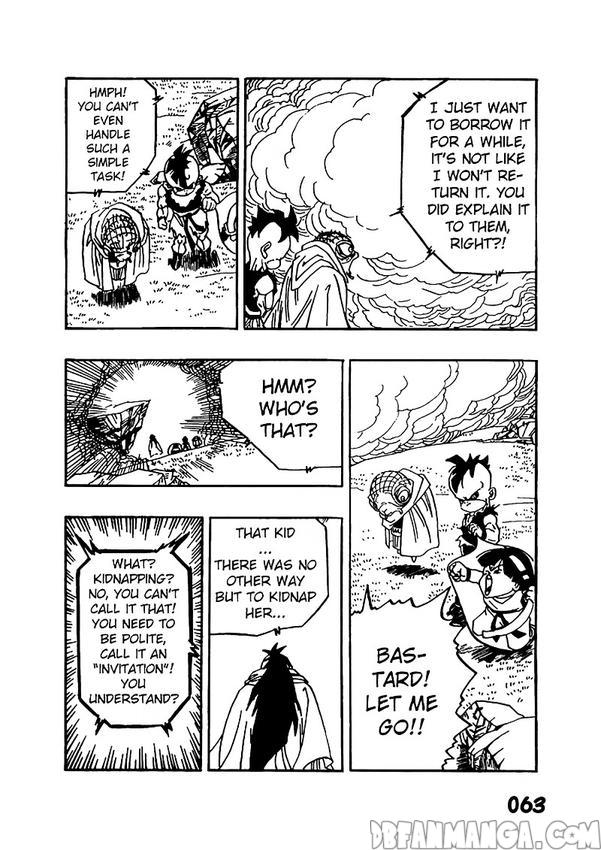 I JUST WANT
TO BORROW IT
FOR A WHILE,
IT'S NOT LIKE
I WON'T RE-
TURN IT. YOU
DID EXPLAIN IT
TO THEM,
RIGHT?!
HMPH!
YOU CAN'T
EVEN
HANDLE
SUCH A
SIMPLE
TASK!
BAS-
TARD!
LET ME
GO!!
HMM?
WHO'S
THAT?
THAT KID
...
THERE WAS NO
OTHER WAY
BUT TO KIDNAP
HER...
WHAT?
KIDNAPPING?
NO, YOU CAN'T
CALL IT THAT!
YOU NEED TO
BE POLITE,
CALL IT AN
"INVITATION"!
YOU
UNDERSTAND?
063
DBFANMANGA.COM